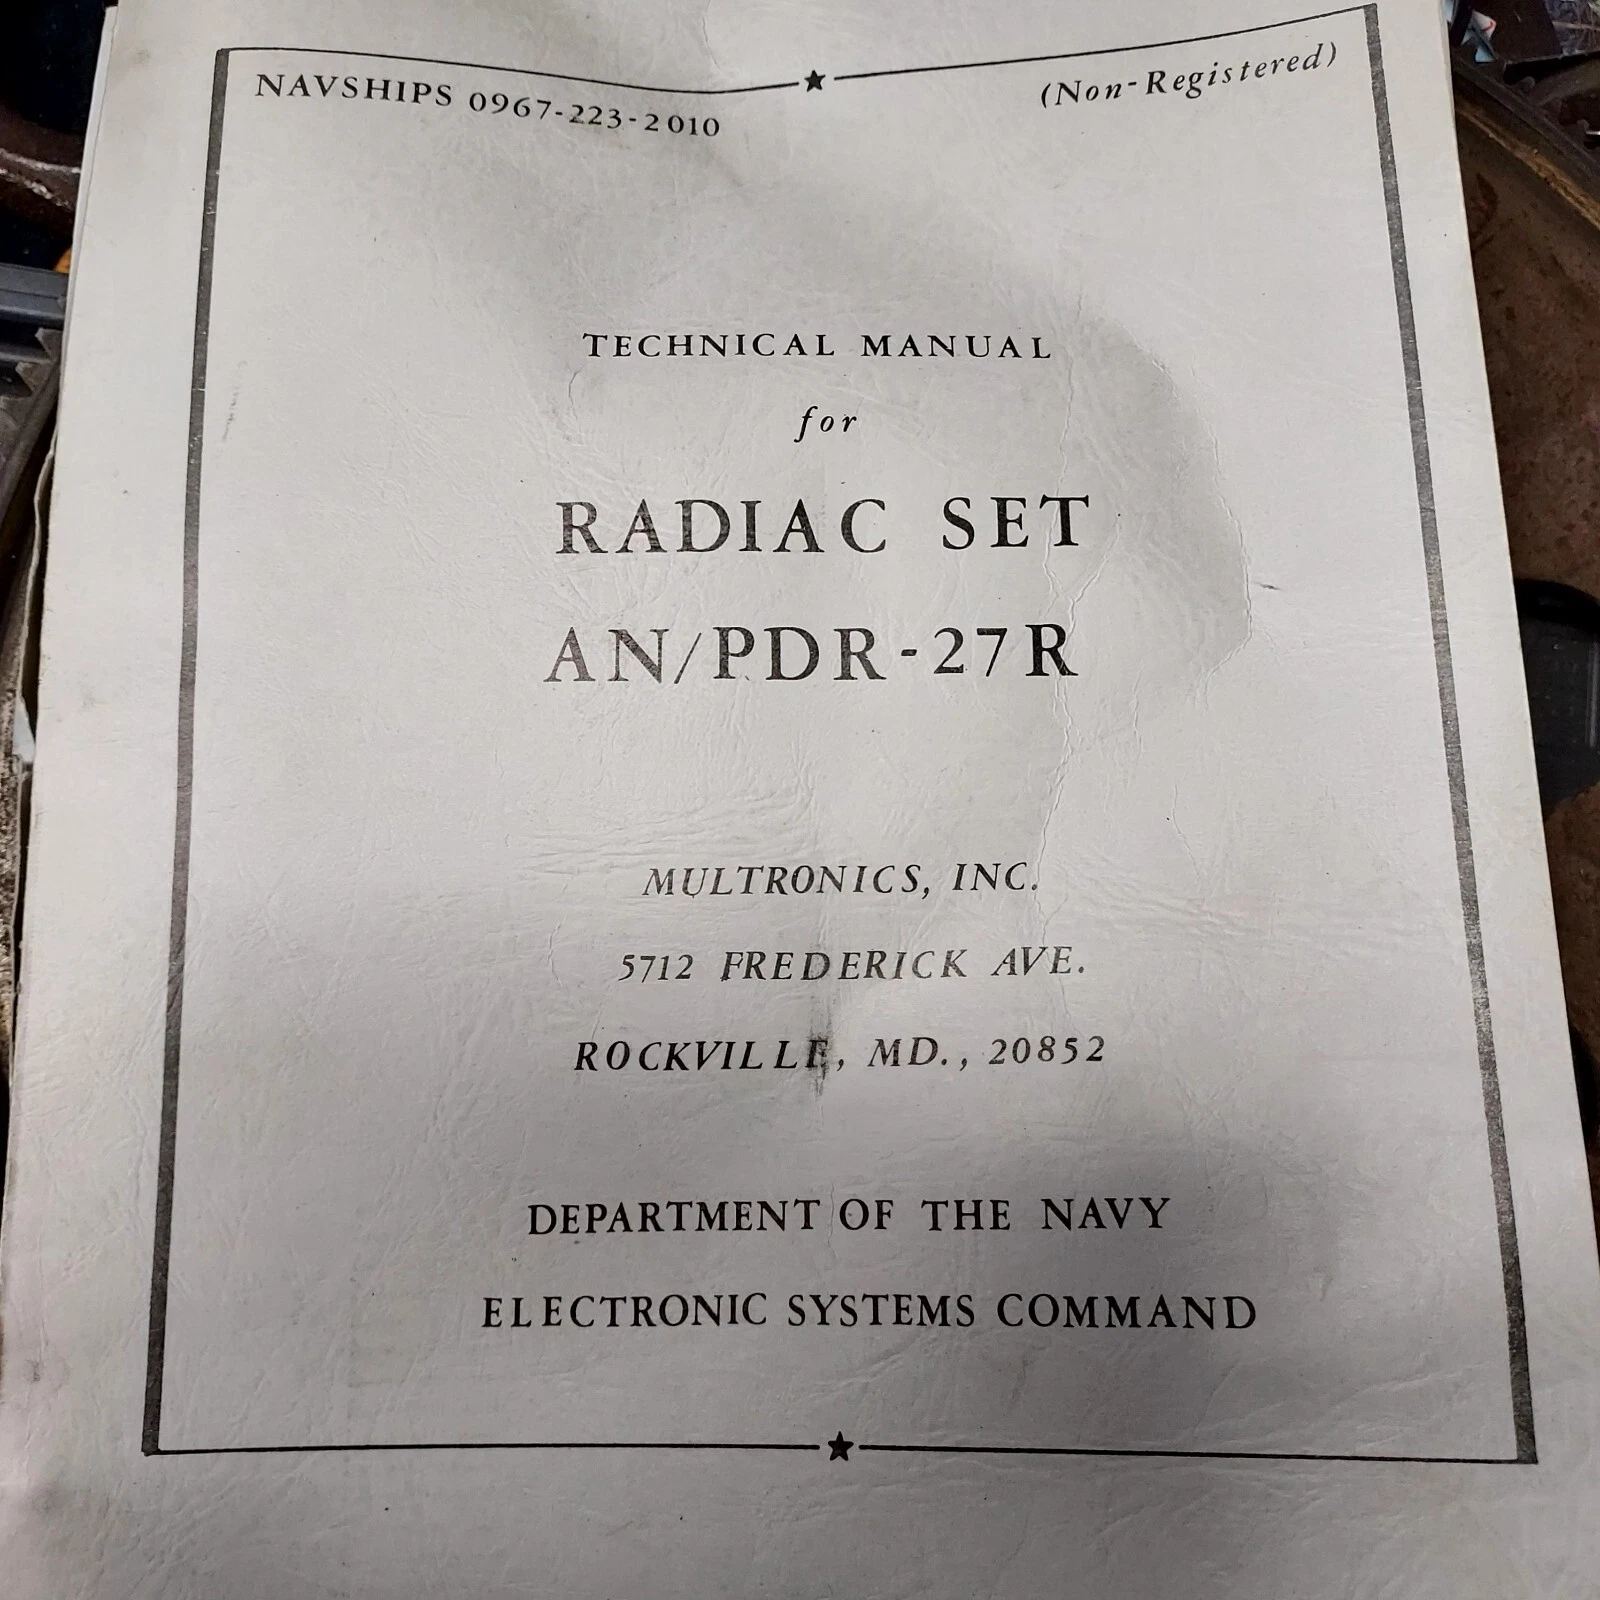 NAVSHIPS 0967-223-2010
(Non-Registered)
TECHNICAL MANUAL
for
RADIAC SET
AN/PDR-27R
MULTRONICS, INC.
5712 FREDERICK AVE.
ROCKVILLE, MD., 20852
DEPARTMENT OF THE NAVY
ELECTRONIC SYSTEMS COMMAND